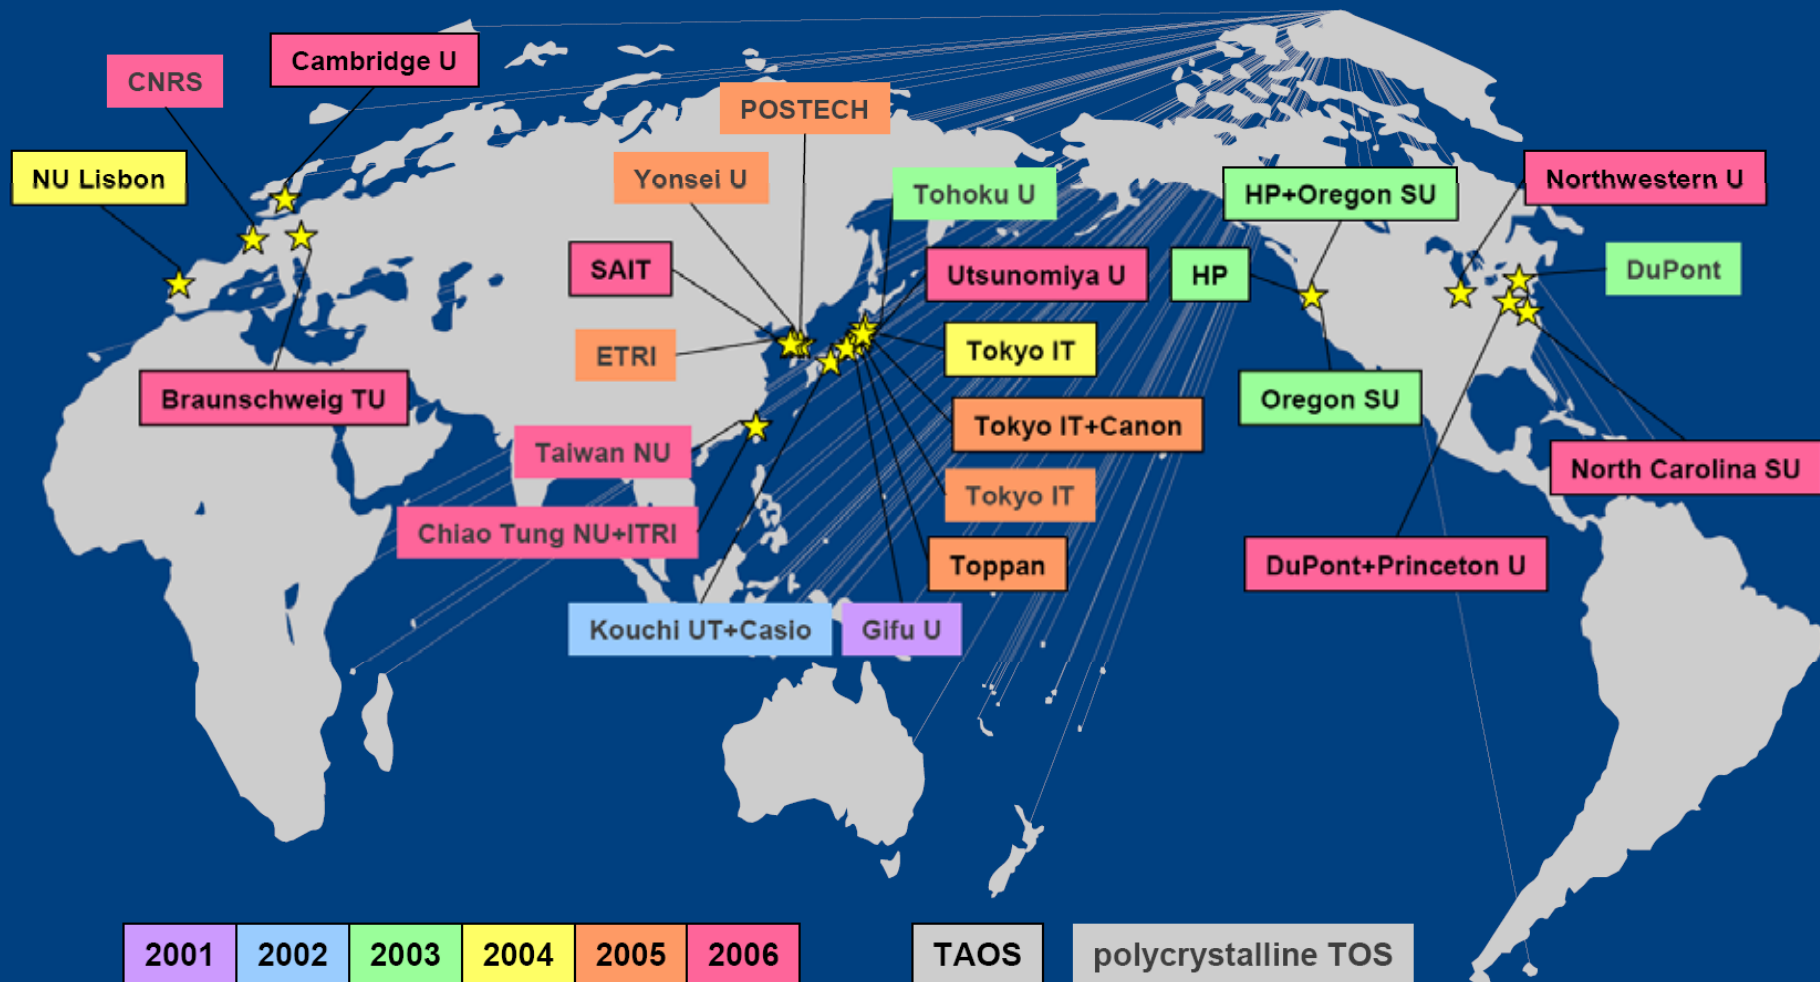 Cambridge U
CNRS
POSTECH
NU Lisbon
Yonsei U
Tohoku U
HP+Oregon SU
Northwestern U
SAIT
Utsunomiya U
HP
DuPont
ETRI
Tokyo IT
Braunschweig TU
Oregon SU
Tokyo IT+Canon
Taiwan NU
North Carolina SU
Tokyo IT
Chiao Tung NU+ITRI
Toppan
DuPont+Princeton U
Kouchi UT+Casio
Gifu U
2001 2002 2003 2004 2005 2006 TAOS polycrystalline TOS